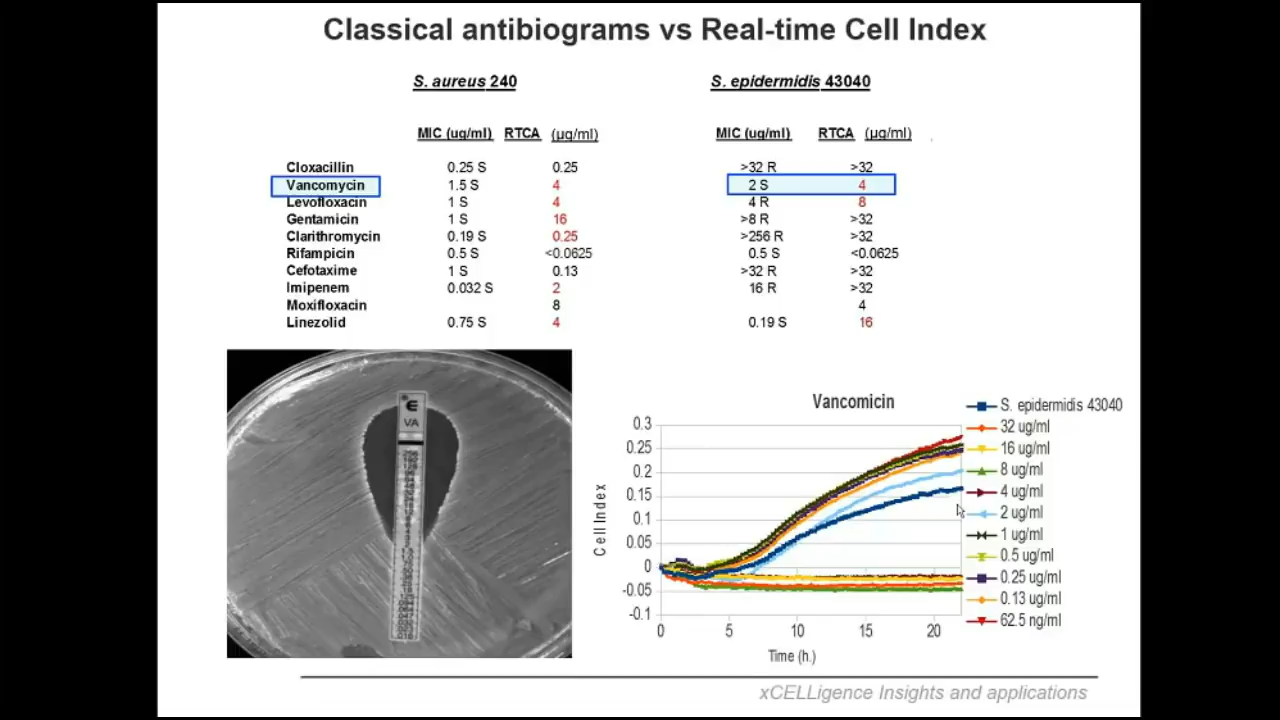 Classical antibiograms vs Real-time Cell Index
S. aureus 240 S. epidermidis 43040
MIC (ug/ml) RTCA (µg/ml) MIC (ug/ml) RTCA (µg/ml)
Cloxacillin 0.25 S 0.25 >32 R >32
Vancomycin 1.5 S 4 2 S 4
Levofloxacin 1 S 4 4 R 8
Gentamicin 1 S 16 >8 R >32
Clarithromycin 0.19 S 0.25 >256 R >32
Rifampicin 0.5 S <0.0625 0.5 S <0.0625
Cefotaxime 1 S 0.13 >32 R >32
Imipenem 0.032 S 2 16 R >32
Moxifloxacin 8 4
Linezolid 0.75 S 4 0.19 S 16
VA
Vancomicin
Cell Index
0.3
0.25
0.2
0.15
0.1
0.05
0
-0.05
-0.1
0 5 10 15 20
Time (h.)
S. epidermidis 43040
32 ug/ml
16 ug/ml
8 ug/ml
4 ug/ml
2 ug/ml
1 ug/ml
0.5 ug/ml
0.25 ug/ml
0.13 ug/ml
62.5 ng/ml
xCELLigence Insights and applications